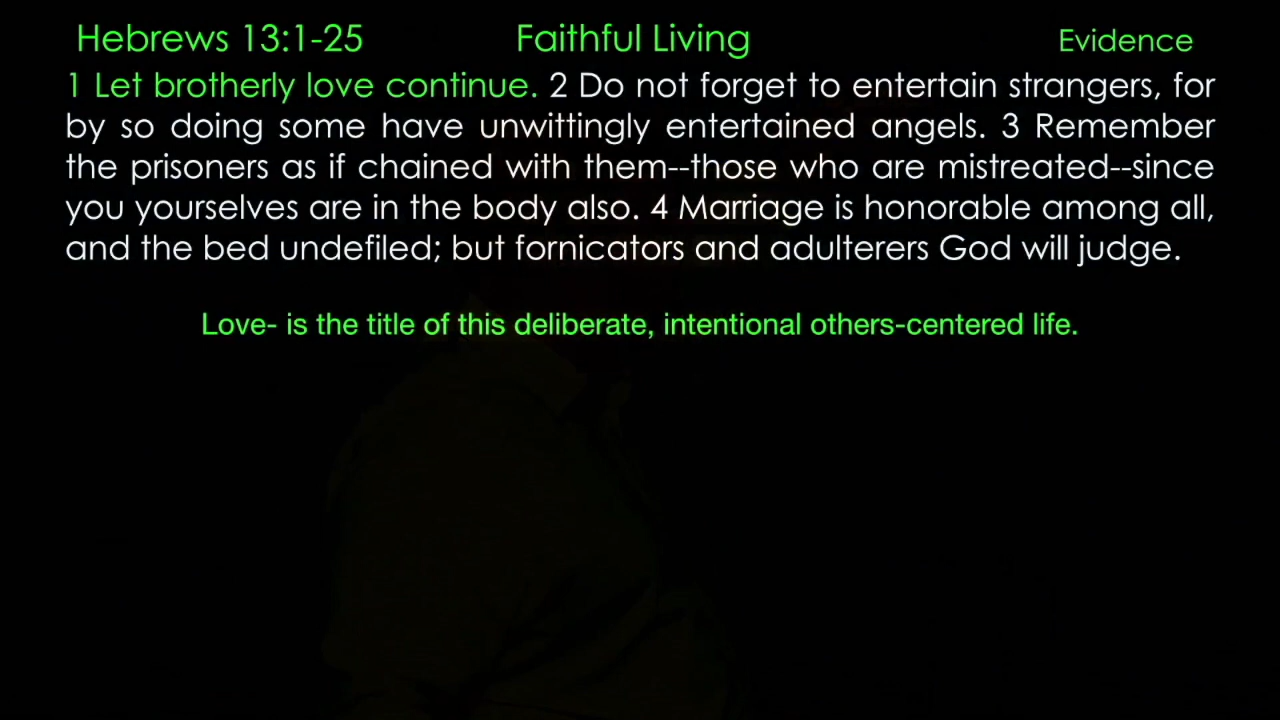 Hebrews 13:1-25 Faithful Living Evidence
1 Let brotherly love continue. 2 Do not forget to entertain strangers, for
by so doing some have unwittingly entertained angels. 3 Remember
the prisoners as if chained with them--those who are mistreated--since
you yourselves are in the body also. 4 Marriage is honorable among all,
and the bed undefiled; but fornicators and adulterers God will judge.
Love- is the title of this deliberate, intentional others-centered life.